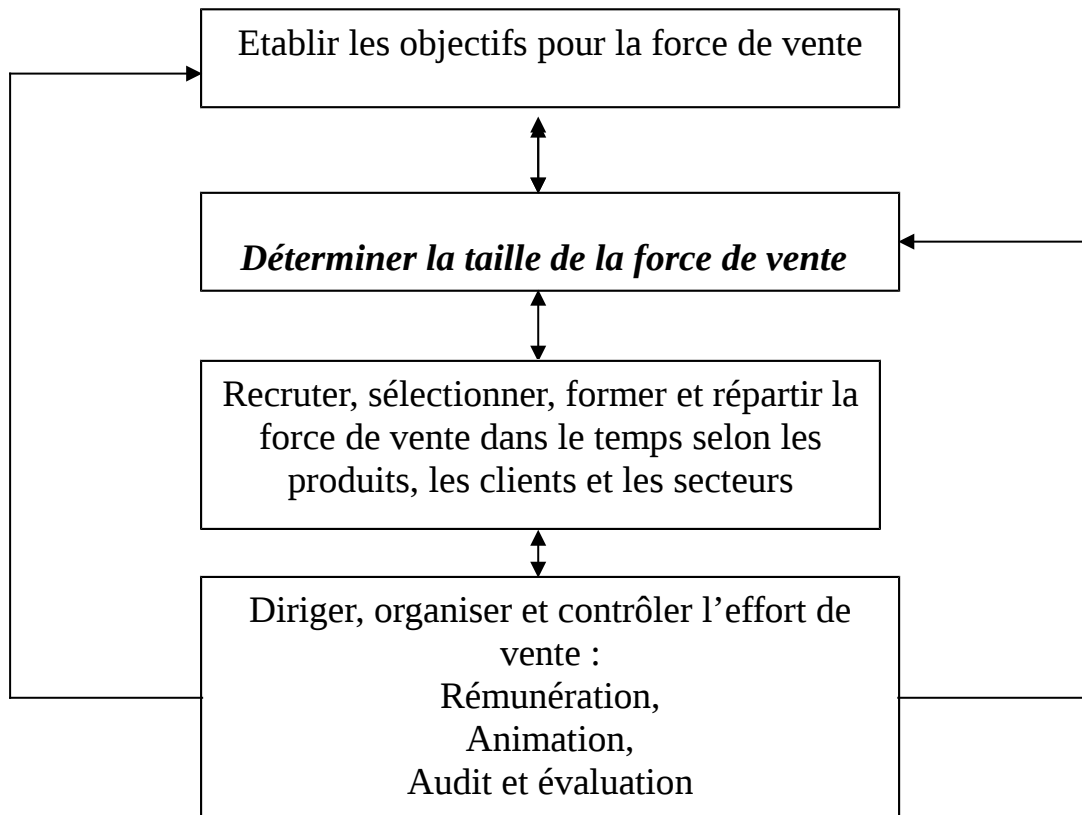 Etablir les objectifs pour la force de vente
Déterminer la taille de la force de vente
Recruter, sélectionner, former et répartir la
force de vente dans le temps selon les
produits, les clients et les secteurs
Diriger, organiser et contrôler l’effort de
vente :
Rémunération,
Animation,
Audit et évaluation